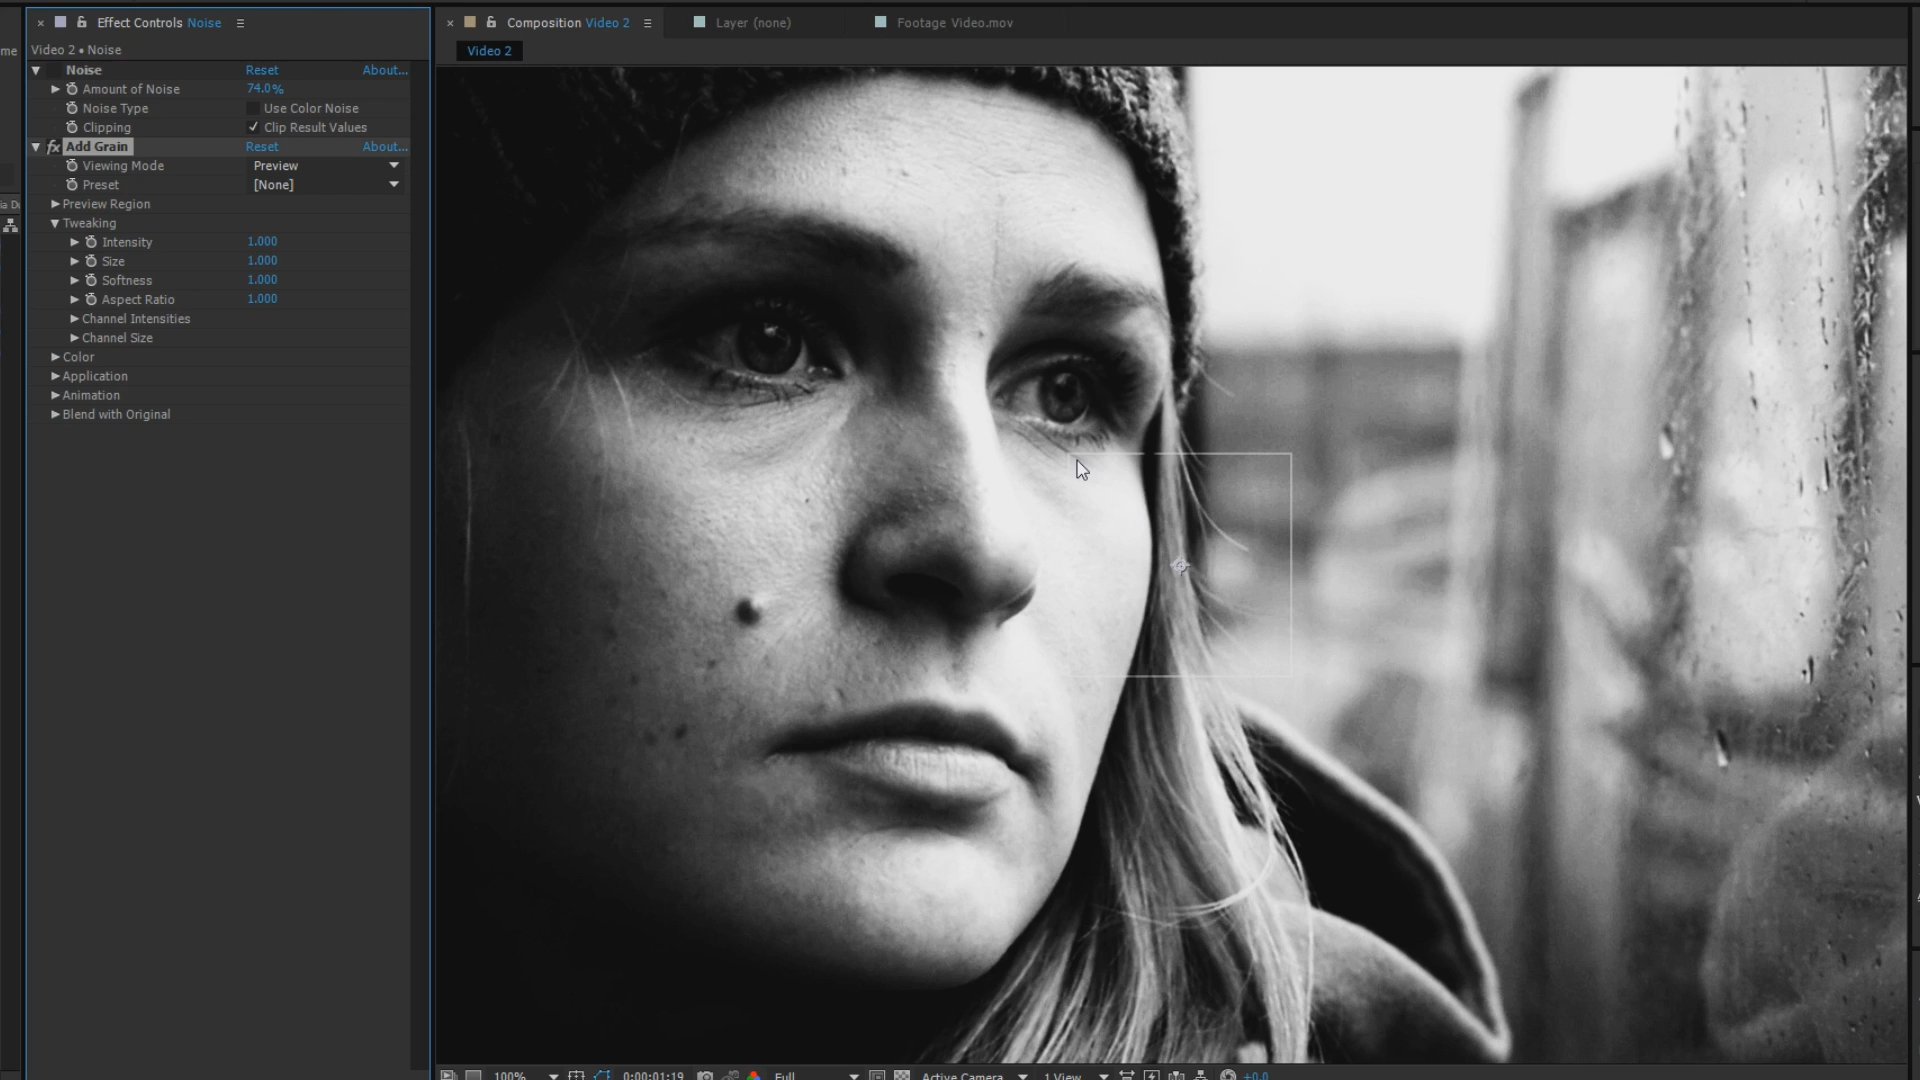 Effect Controls Noise
Composition Video 2
Layer (none)
Footage Video.mov
me
Video 2 • Noise
Video 2
Noise Reset About...
Amount of Noise 74.0%
Noise Type Use Color Noise
Clipping Clip Result Values
fx Add Grain Reset About...
Viewing Mode Preview
Preset [None]
Preview Region
Tweaking
Intensity 1.000
Size 1.000
Softness 1.000
Aspect Ratio 1.000
Channel Intensities
Channel Size
Color
Application
Animation
Blend with Original
100% 0:00:01:19 Full Active Camera 1 View +0.0